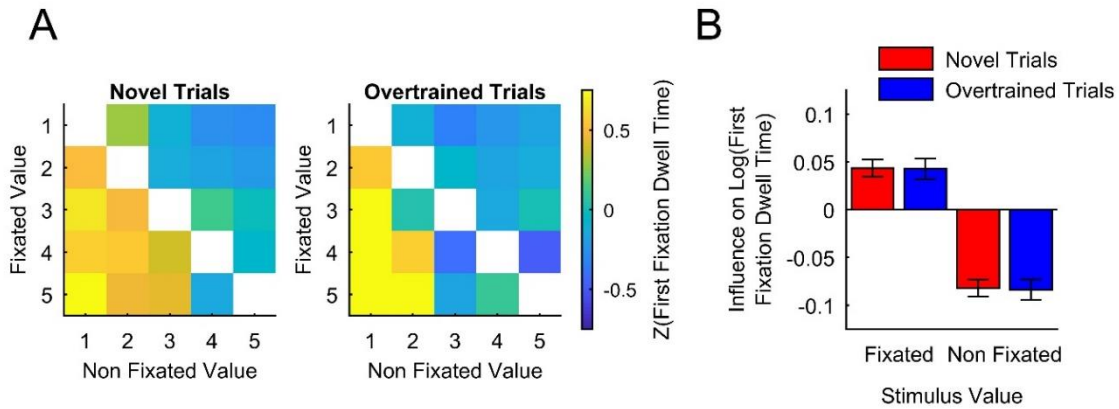 A
B
Novel Trials
Overtrained Trials
Novel Trials
Overtrained Trials
Fixated Value
1
2
3
4
5
1 2 3 4 5
Non Fixated Value
Fixated Value
1
2
3
4
5
1 2 3 4 5
Non Fixated Value
0.5
0
-0.5
Z(First Fixation Dwell Time)
Influence on Log(First
Fixation Dwell Time)
0.1
0.05
0
-0.05
-0.1
Fixated Non Fixated
Stimulus Value